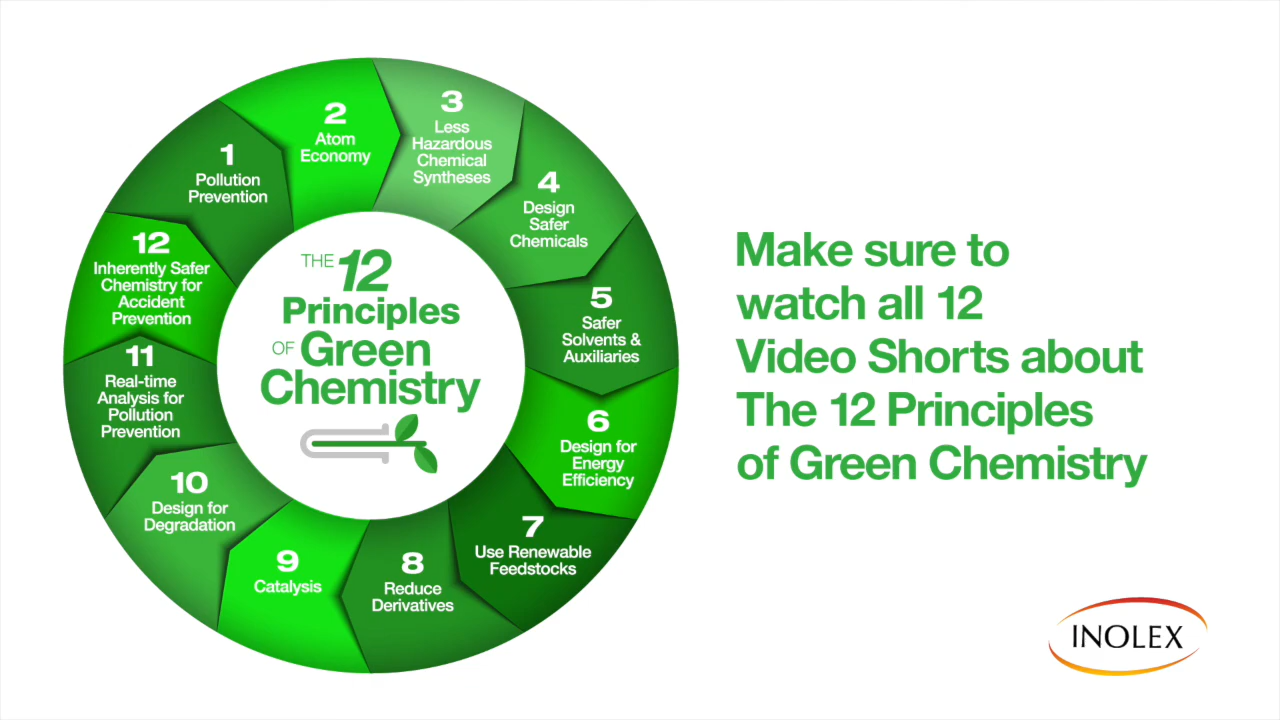 THE 12
Principles
OF Green
Chemistry
1
Pollution
Prevention
2
Atom
Economy
3
Less
Hazardous
Chemical
Syntheses
4
Design
Safer
Chemicals
5
Safer
Solvents &
Auxiliaries
6
Design for
Energy
Efficiency
7
Use Renewable
Feedstocks
8
Reduce
Derivatives
9
Catalysis
10
Design for
Degradation
11
Real-time
Analysis for
Pollution
Prevention
12
Inherently Safer
Chemistry for
Accident
Prevention
Make sure to
watch all 12
Video Shorts about
The 12 Principles
of Green Chemistry
INOLEX